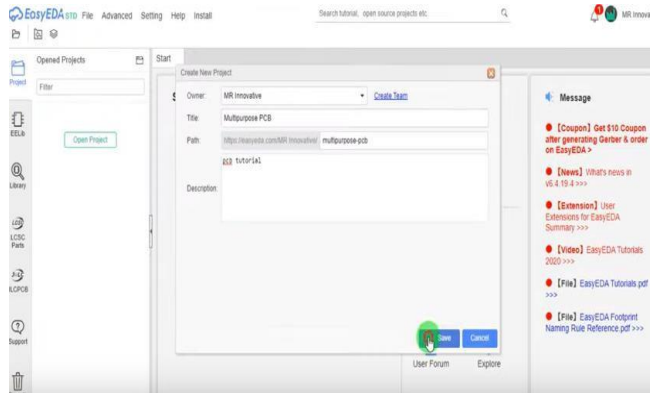 EasyEDA STD File Advanced Setting Help Install
Search tutorial, open source projects etc.
MR Innova
Opened Projects
Start
Project
Filter
EELib
Open Project
Library
LCSC
Parts
JLCPCB
Support
Create New Project
Owner: MR Innovative Create Team
Title Multipurpose PCB
Path: https://easyeda.com/MR Innovative/ multipurpose-pcb
pcb tutorial
Description:
Save Cancel
User Forum Explore
Message
【Coupon】Get $10 Coupon
after generating Gerber & order
on EasyEDA >
【News】What's news in
v6.4.19.4 >>>
【Extension】User
Extensions for EasyEDA
Summary >>>
【Video】EasyEDA Tutorials
2020 >>>
【File】EasyEDA Tutorials.pdf
>>>
【File】EasyEDA Footprint
Naming Rule Reference.pdf >>>